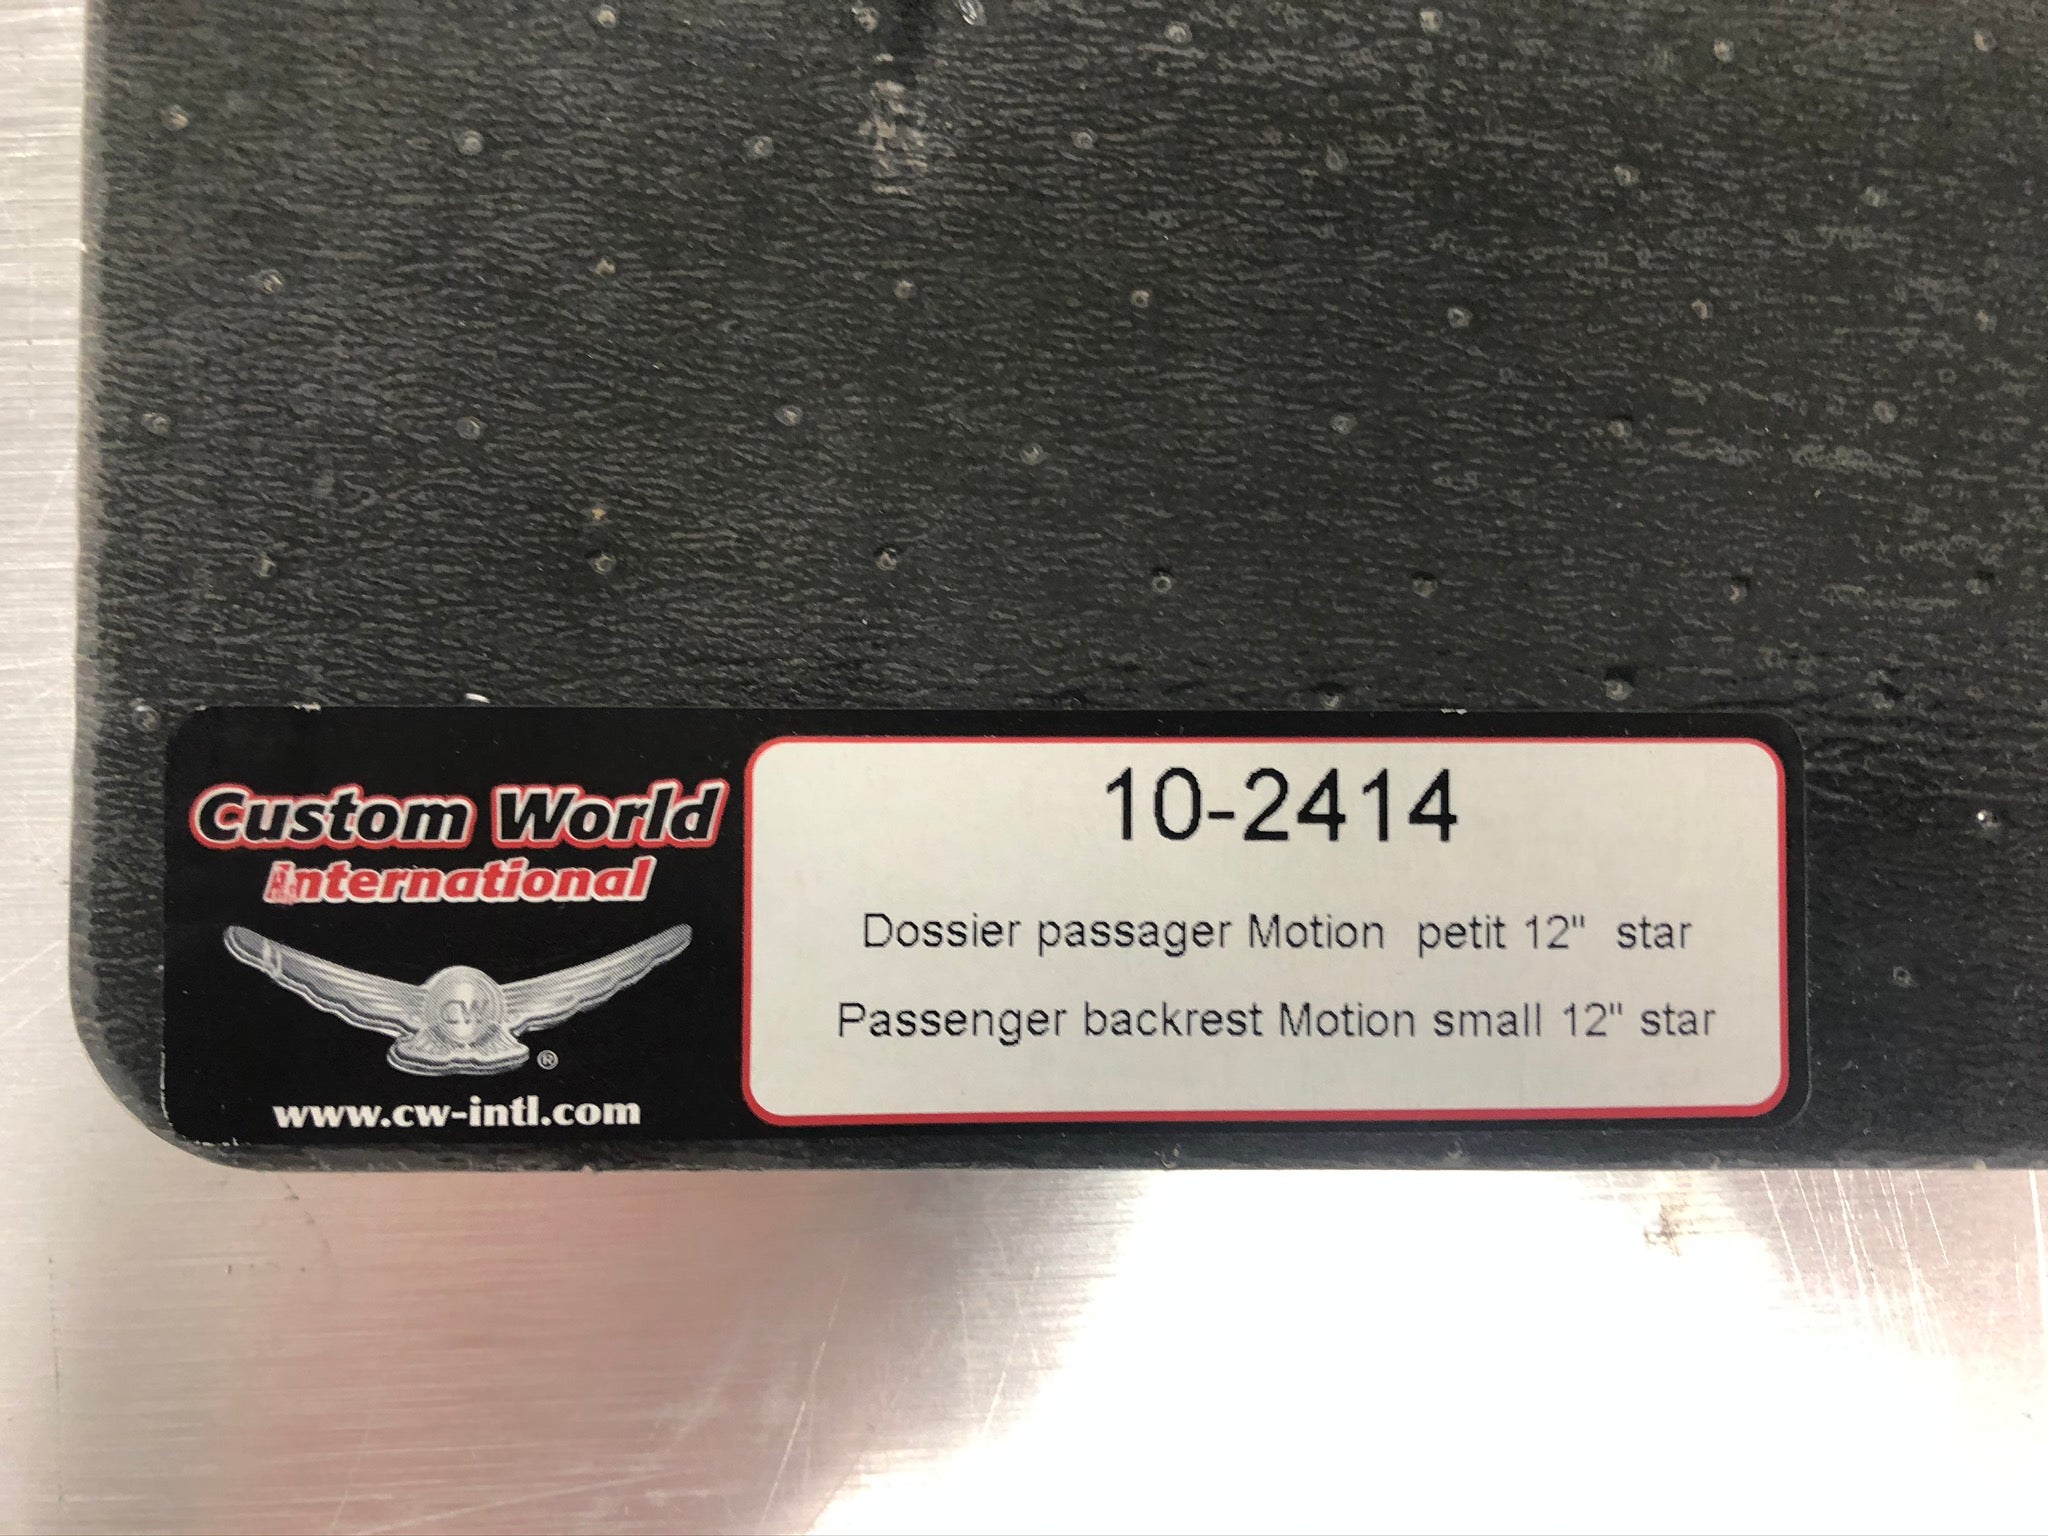 Custom World
International
CW
®
www.cw-intl.com
10-2414
Dossier passager Motion petit 12" star
Passenger backrest Motion small 12" star